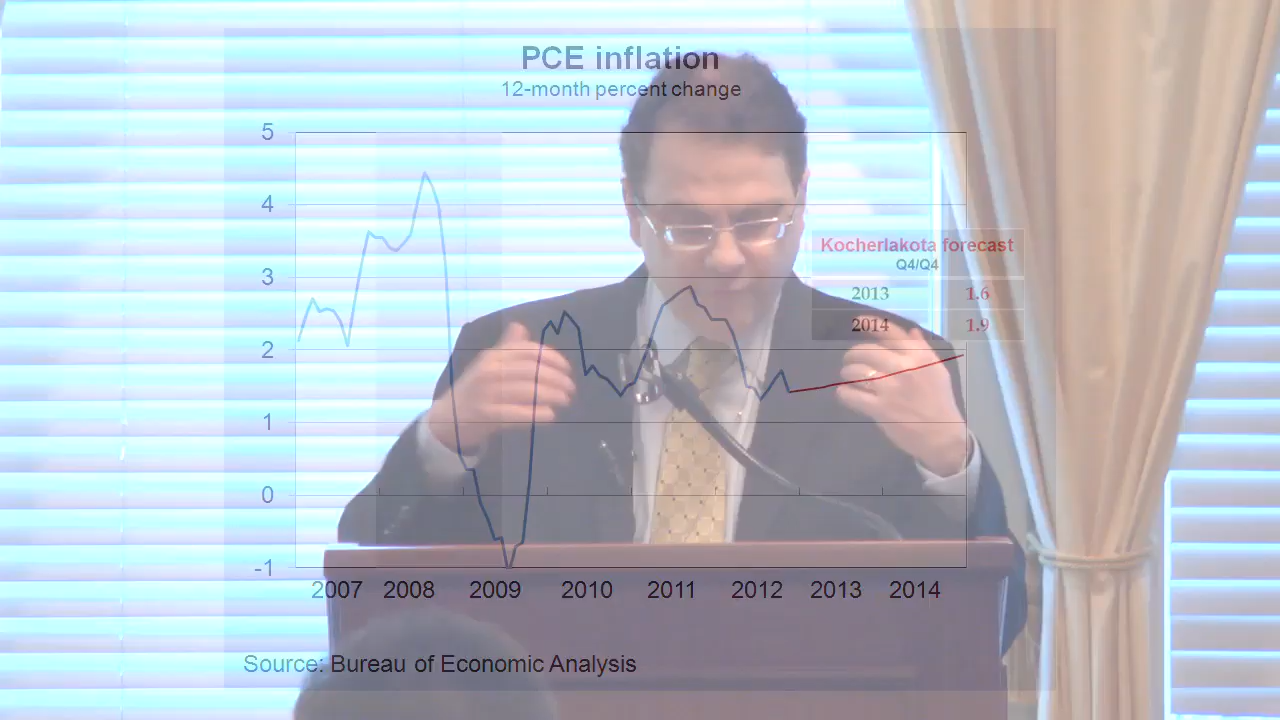 PCE inflation
12-month percent change
5
4
3
2
1
0
-1
2007 2008 2009 2010 2011 2012 2013 2014
Kocherlakota forecast
Q4/Q4
2013 1.6
2014 1.9
Source: Bureau of Economic Analysis